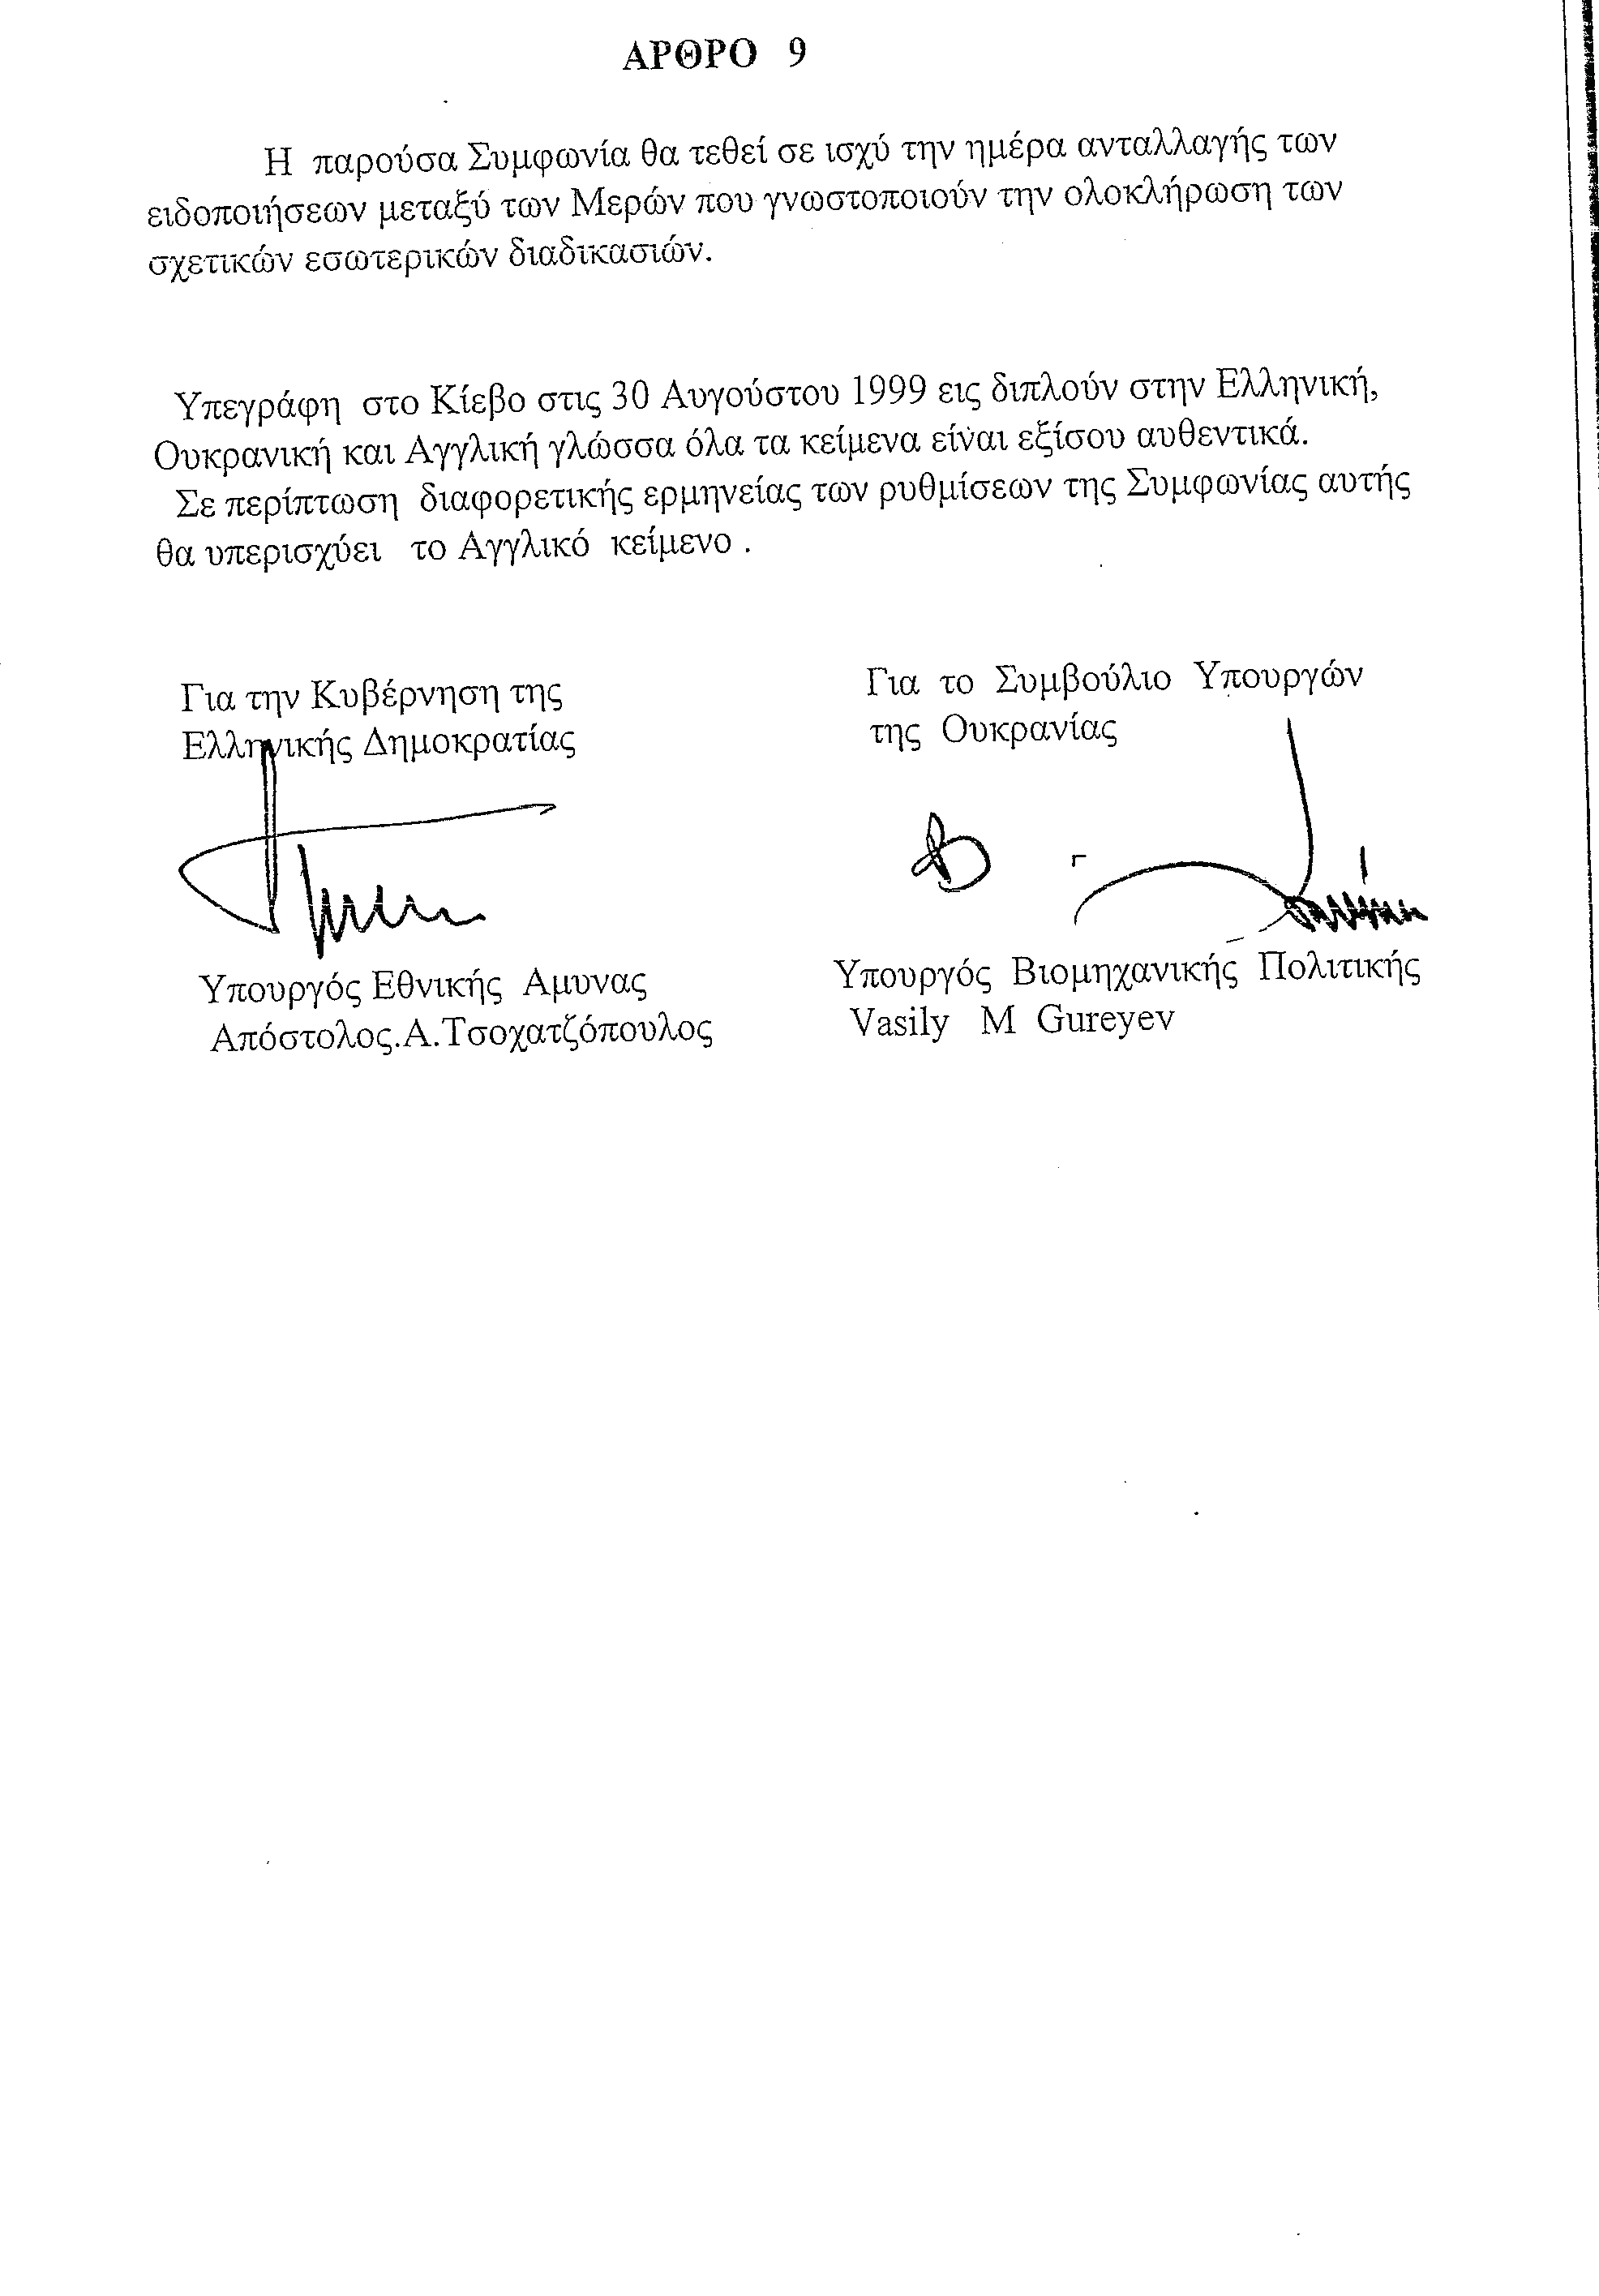 ΑΡΘΡΟ 9
Η παρούσα Συμφωνία θα τεθεί σε ισχύ την ημέρα ανταλλαγής των
ειδοποιήσεων μεταξύ των Μερών που γνωστοποιούν την ολοκλήρωση των
σχετικών εσωτερικών διαδικασιών.
Υπεγράφη στο Κίεβο στις 30 Αυγούστου 1999 εις διπλούν στην Ελληνική,
Ουκρανική και Αγγλική γλώσσα όλα τα κείμενα είναι εξίσου αυθεντικά.
Σε περίπτωση διαφορετικής ερμηνείας των ρυθμίσεων της Συμφωνίας αυτής
θα υπερισχύει το Αγγλικό κείμενο .
Για την Κυβέρνηση της
Ελληνικής Δημοκρατίας
Υπουργός Εθνικής Αμυνας
Απόστολος.Α.Τσοχατζόπουλος
Για το Συμβούλιο Υπουργών
της Ουκρανίας
Υπουργός Βιομηχανικής Πολιτικής
Vasily M Gureyev